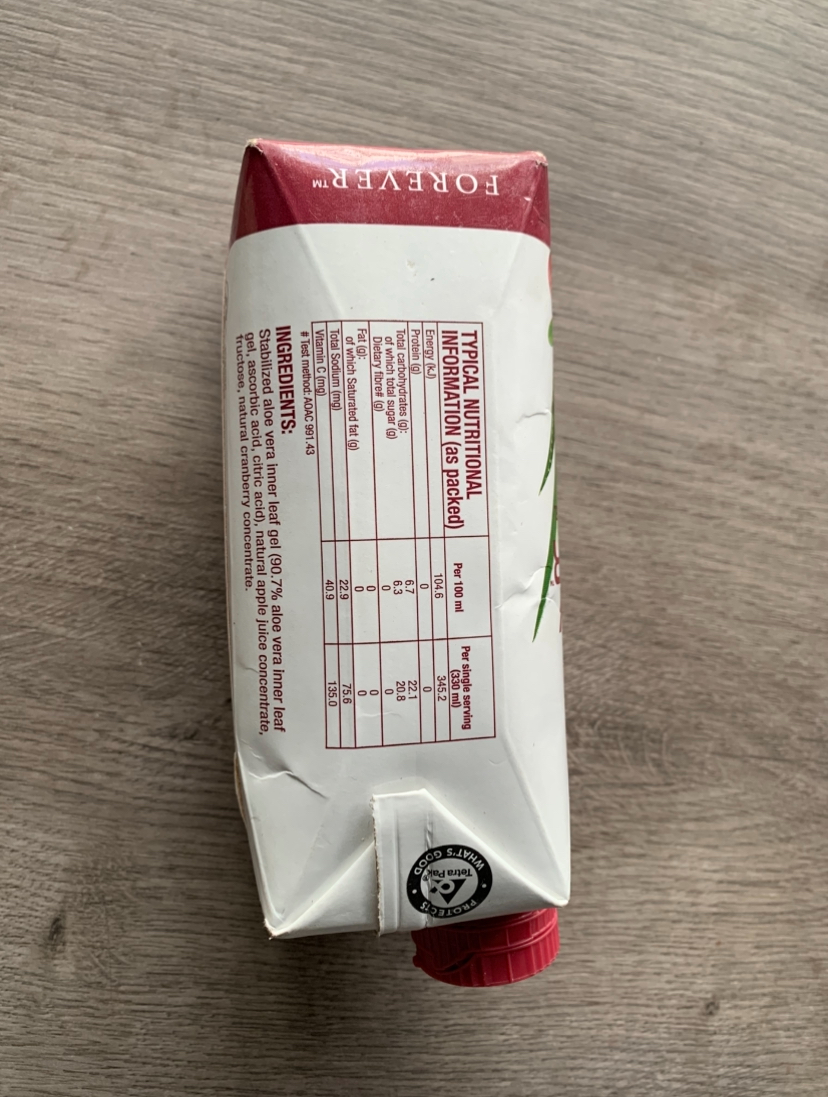 FOREVER™
TYPICAL NUTRITIONAL
INFORMATION (as packed) Per 100 ml Per single serving
(330 ml)
Energy (kJ) 104.6 345.2
Protein (g) 0 0
Total carbohydrates (g): 6.7 22.1
of which total sugar (g) 6.3 20.8
Dietary fibre# (g) 0 0
Fat (g): 0 0
of which Saturated fat (g) 0 0
Total Sodium (mg) 22.9 75.6
Vitamin C (mg) 40.9 135.0
# Test method: AOAC 991.43
INGREDIENTS:
Stabilized aloe vera inner leaf gel (90.7% aloe vera inner leaf
gel, ascorbic acid, citric acid), natural apple juice concentrate,
fructose, natural cranberry concentrate.
Tetra Pak®
PROTECTS
WHAT'S GOOD